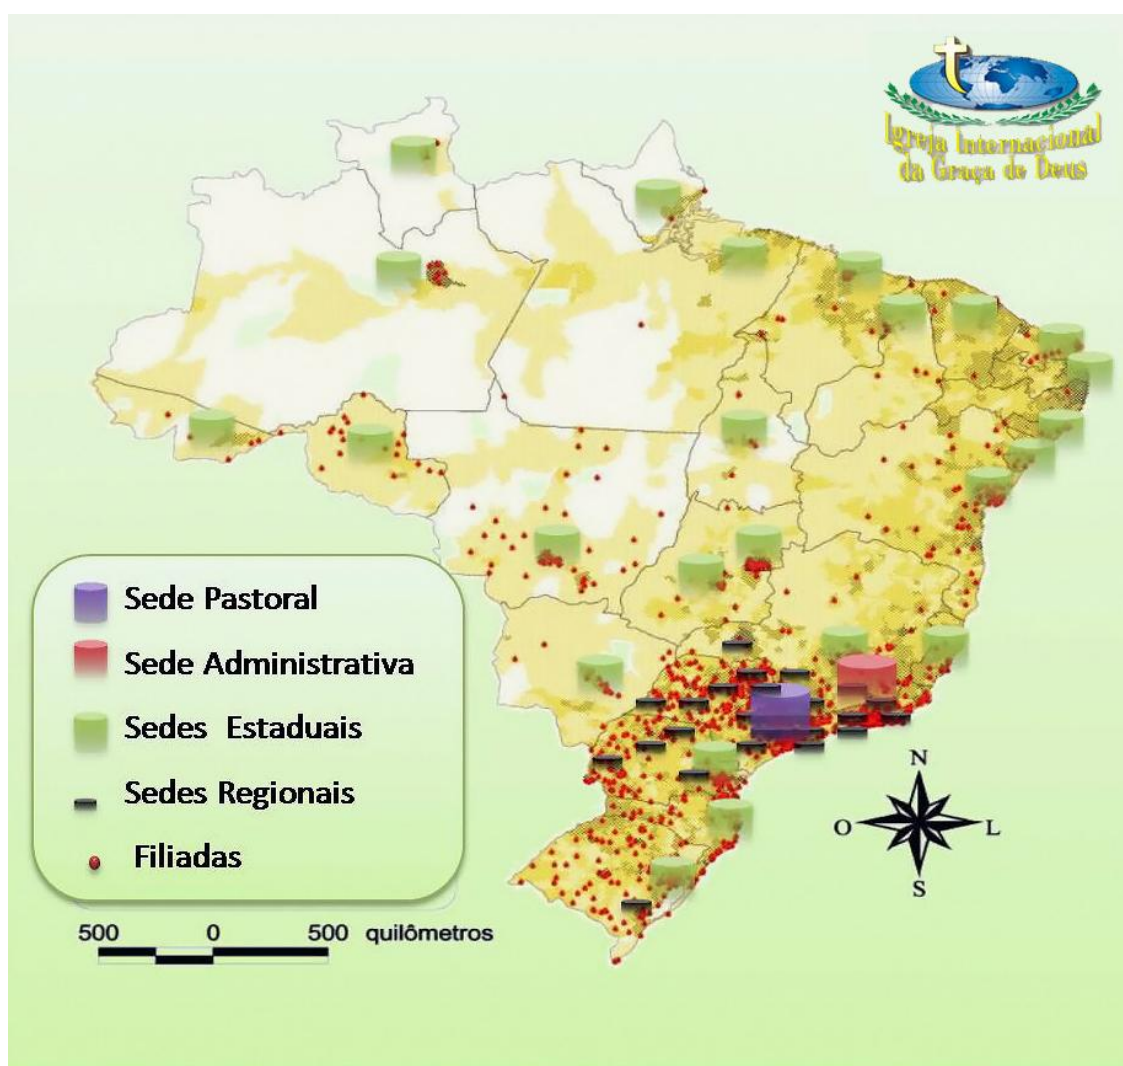 Igreja Internacional
da Graça de Deus
Sede Pastoral
Sede Administrativa
Sedes Estaduais
Sedes Regionais
Filiadas
N
O
L
S
500 0 500 quilômetros